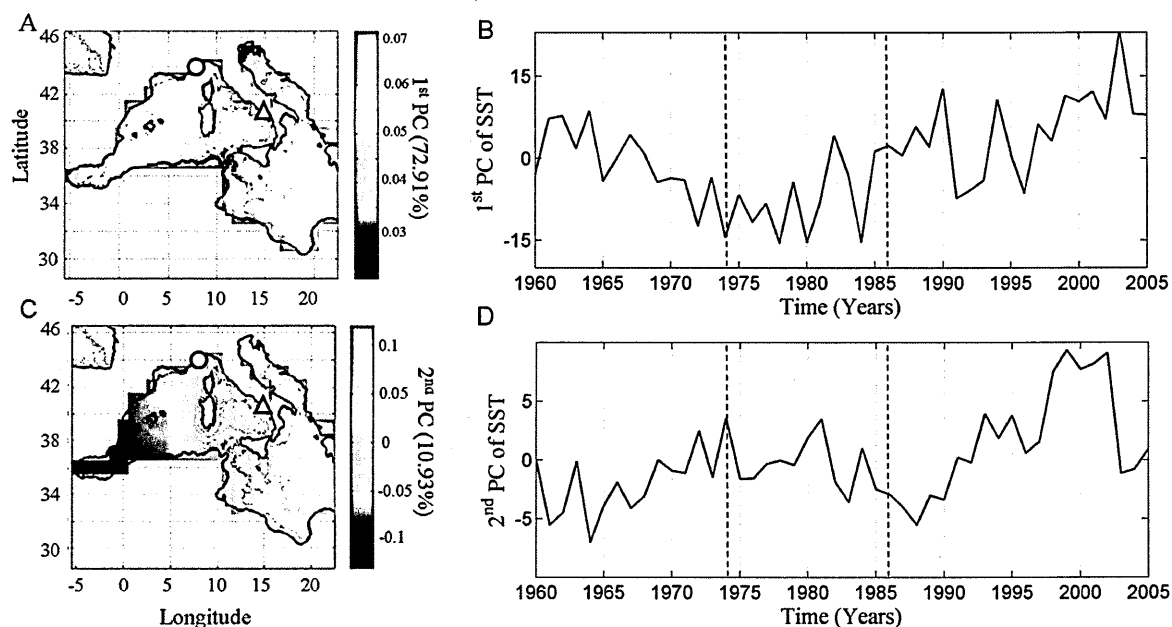 A
46
42
38
34
30
Latitude
-5 0 5 10 15 20
0.07
0.06
0.05
0.04
0.03
1st PC (72.91%)
B
15
0
-15
1st PC of SST
1960 1965 1970 1975 1980 1985 1990 1995 2000 2005
Time (Years)
C
46
42
38
34
30
-5 0 5 10 15 20
Longitude
0.1
0.05
0
-0.05
-0.1
2nd PC (10.93%)
D
5
0
-5
2nd PC of SST
1960 1965 1970 1975 1980 1985 1990 1995 2000 2005
Time (Years)